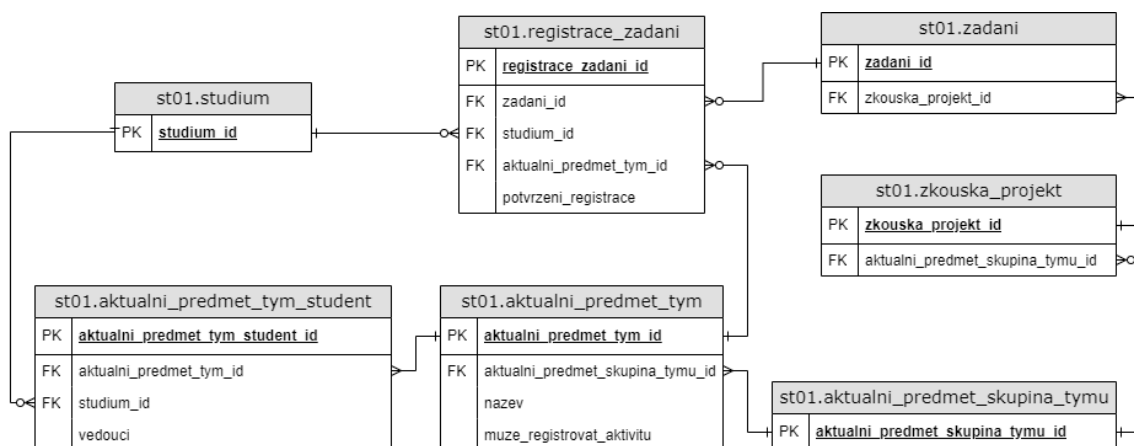 st01.registrace_zadani
PK registrace_zadani_id
FK zadani_id
FK studium_id
FK aktualni_predmet_tym_id
potvrzeni_registrace
st01.zadani
PK zadani_id
FK zkouska_projekt_id
st01.studium
PK studium_id
st01.zkouska_projekt
PK zkouska_projekt_id
FK aktualni_predmet_skupina_tymu_id
st01.aktualni_predmet_tym_student
PK aktualni_predmet_tym_student_id
FK aktualni_predmet_tym_id
FK studium_id
vedouci
st01.aktualni_predmet_tym
PK aktualni_predmet_tym_id
FK aktualni_predmet_skupina_tymu_id
nazev
muze_registrovat_aktivitu
st01.aktualni_predmet_skupina_tymu
PK aktualni_predmet_skupina_tymu_id